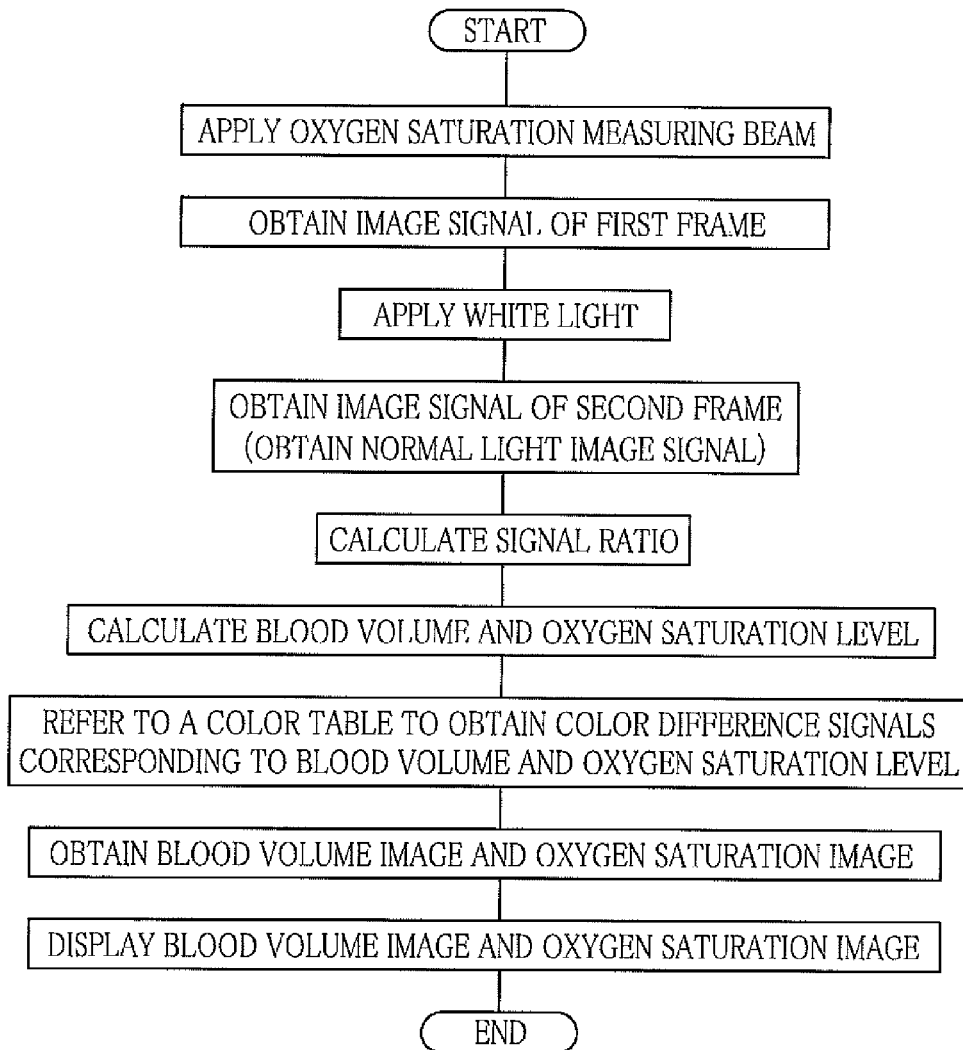 START
APPLY OXYGEN SATURATION MEASURING BEAM
OBTAIN IMAGE SIGNAL OF FIRST FRAME
APPLY WHITE LIGHT
OBTAIN IMAGE SIGNAL OF SECOND FRAME
(OBTAIN NORMAL LIGHT IMAGE SIGNAL)
CALCULATE SIGNAL RATIO
CALCULATE BLOOD VOLUME AND OXYGEN SATURATION LEVEL
REFER TO A COLOR TABLE TO OBTAIN COLOR DIFFERENCE SIGNALS
CORRESPONDING TO BLOOD VOLUME AND OXYGEN SATURATION LEVEL
OBTAIN BLOOD VOLUME IMAGE AND OXYGEN SATURATION IMAGE
DISPLAY BLOOD VOLUME IMAGE AND OXYGEN SATURATION IMAGE
END